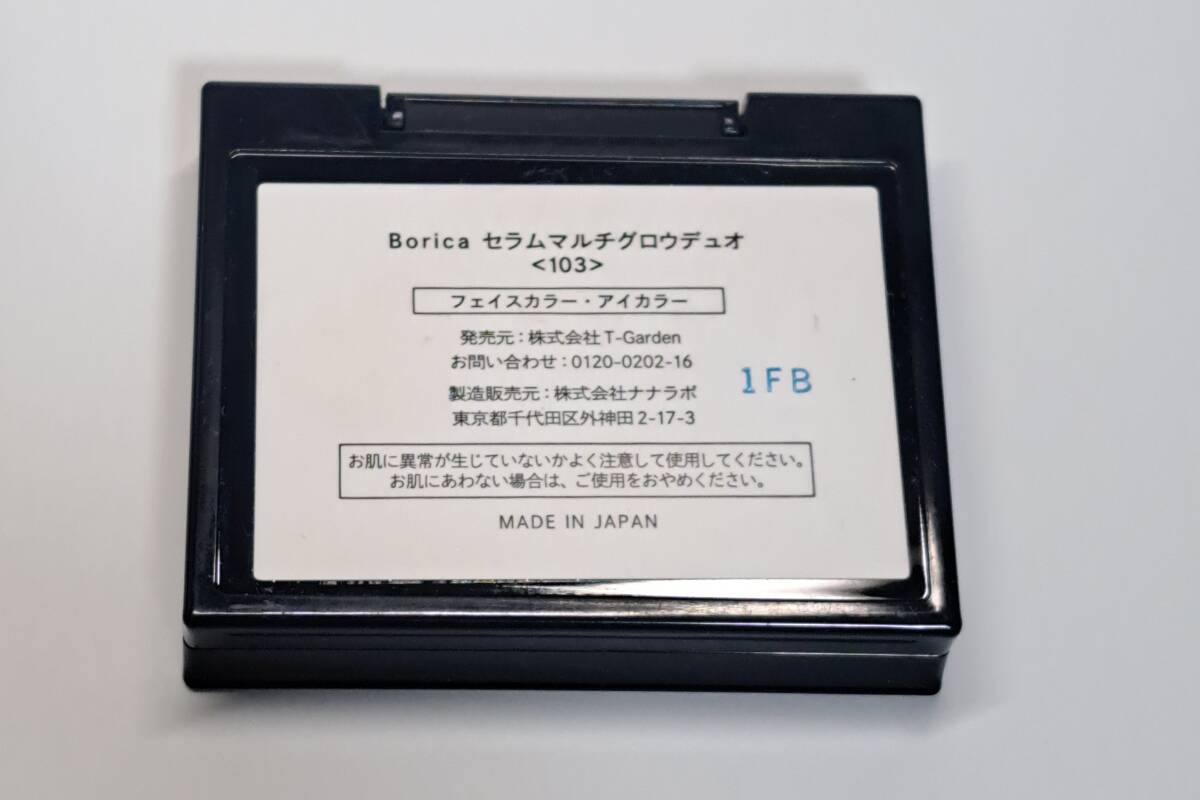 Borica セラムマルチグロウデュオ
<103>
フェイスカラー・アイカラー
発売元：株式会社T-Garden
お問い合わせ：0120-0202-16
製造販売元：株式会社ナナラボ
東京都千代田区外神田2-17-3
1FB
お肌に異常が生じていないかよく注意して使用してください。
お肌にあわない場合は、ご使用をおやめください。
MADE IN JAPAN